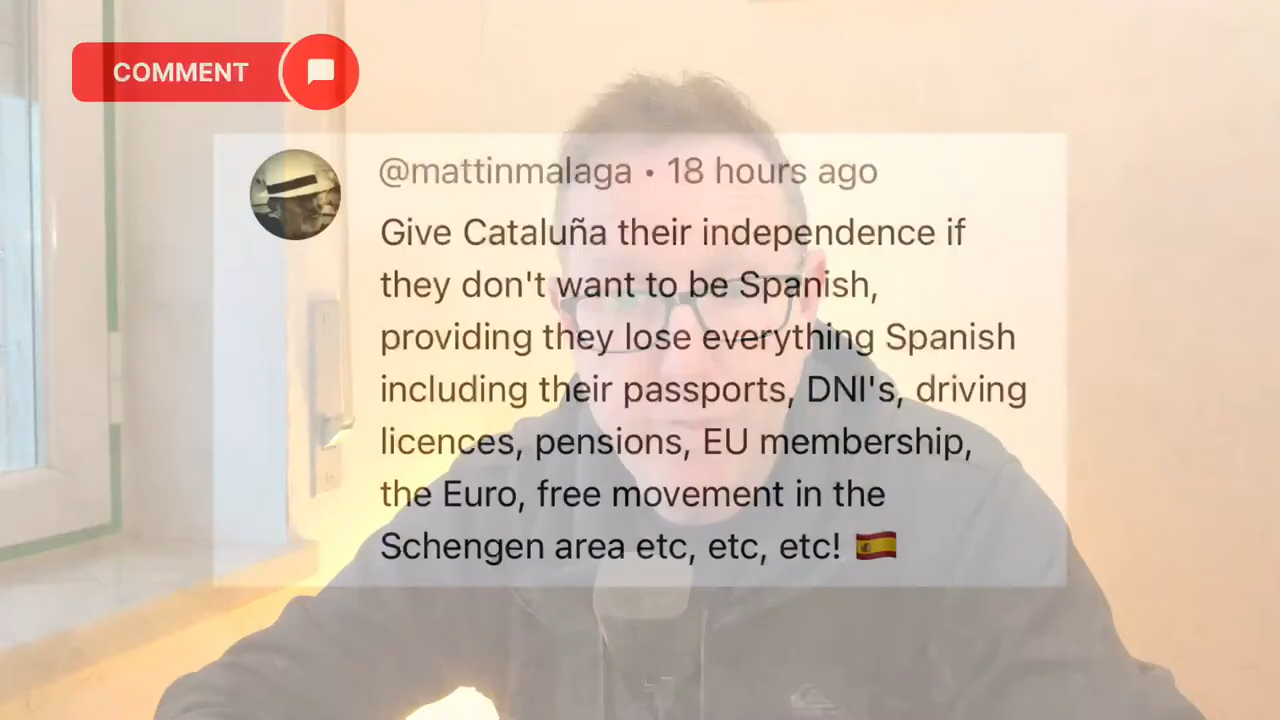 COMMENT
@mattinmalaga • 18 hours ago
Give Cataluña their independence if
they don't want to be Spanish,
providing they lose everything Spanish
including their passports, DNI's, driving
licences, pensions, EU membership,
the Euro, free movement in the
Schengen area etc, etc, etc! 🇪🇸